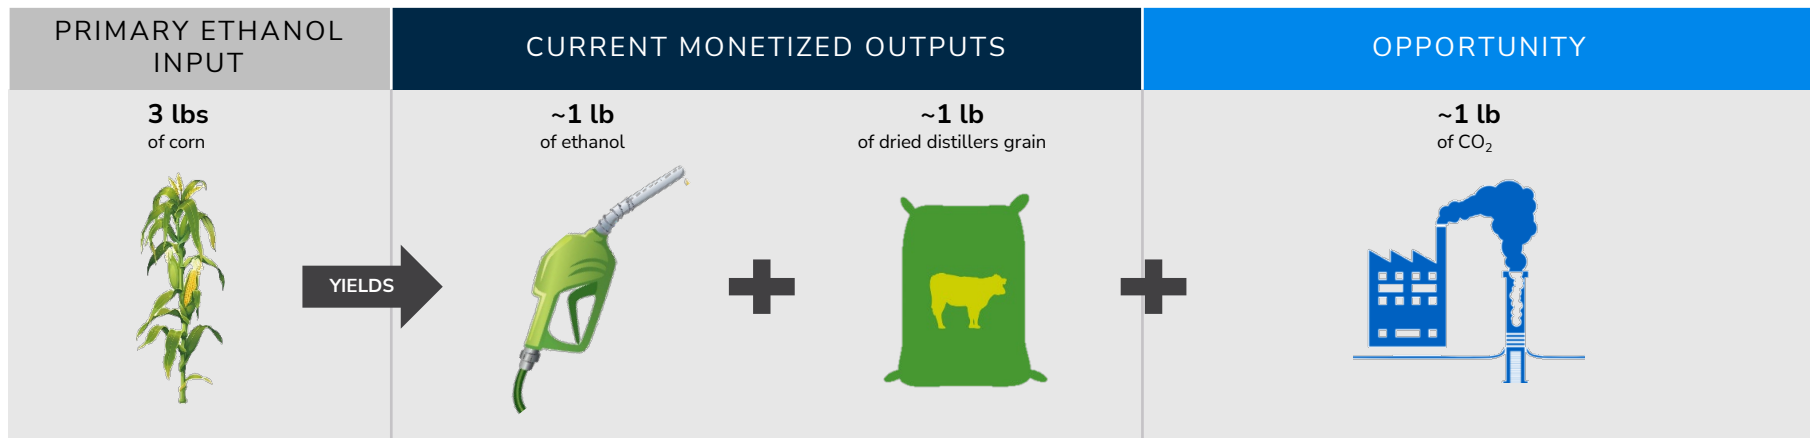 PRIMARY ETHANOL
INPUT
CURRENT MONETIZED OUTPUTS
OPPORTUNITY
3 lbs
of corn
YIELDS
~1 lb
of ethanol
~1 lb
of dried distillers grain
~1 lb
of CO₂